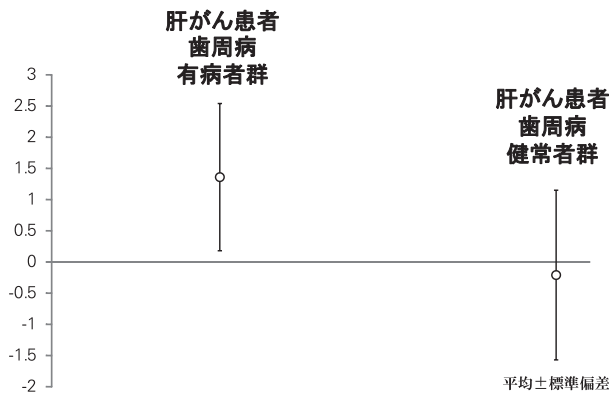 肝がん患者
歯周病
有病者群
肝がん患者
歯周病
健常者群
3
2.5
2
1.5
1
0.5
0
-0.5
-1
-1.5
-2
平均±標準偏差